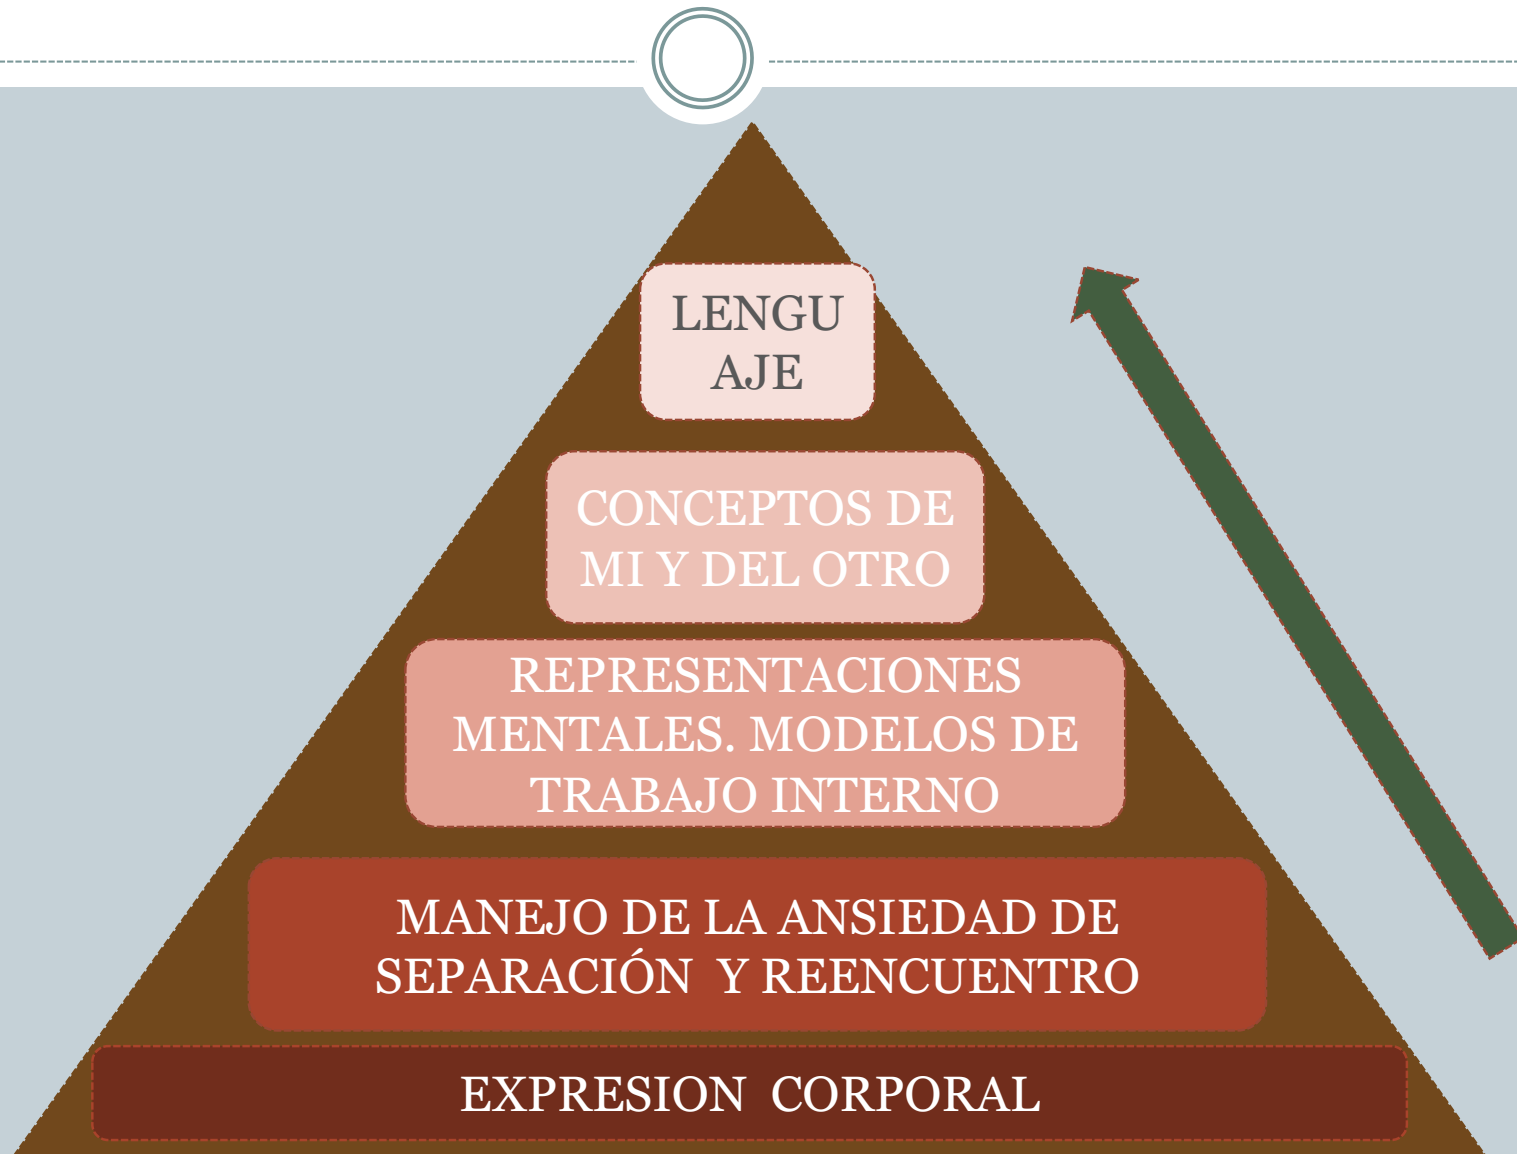 LENGU
AJE
CONCEPTOS DE
MI Y DEL OTRO
REPRESENTACIONES
MENTALES. MODELOS DE
TRABAJO INTERNO
MANEJO DE LA ANSIEDAD DE
SEPARACIÓN  Y REENCUENTRO
EXPRESION  CORPORAL